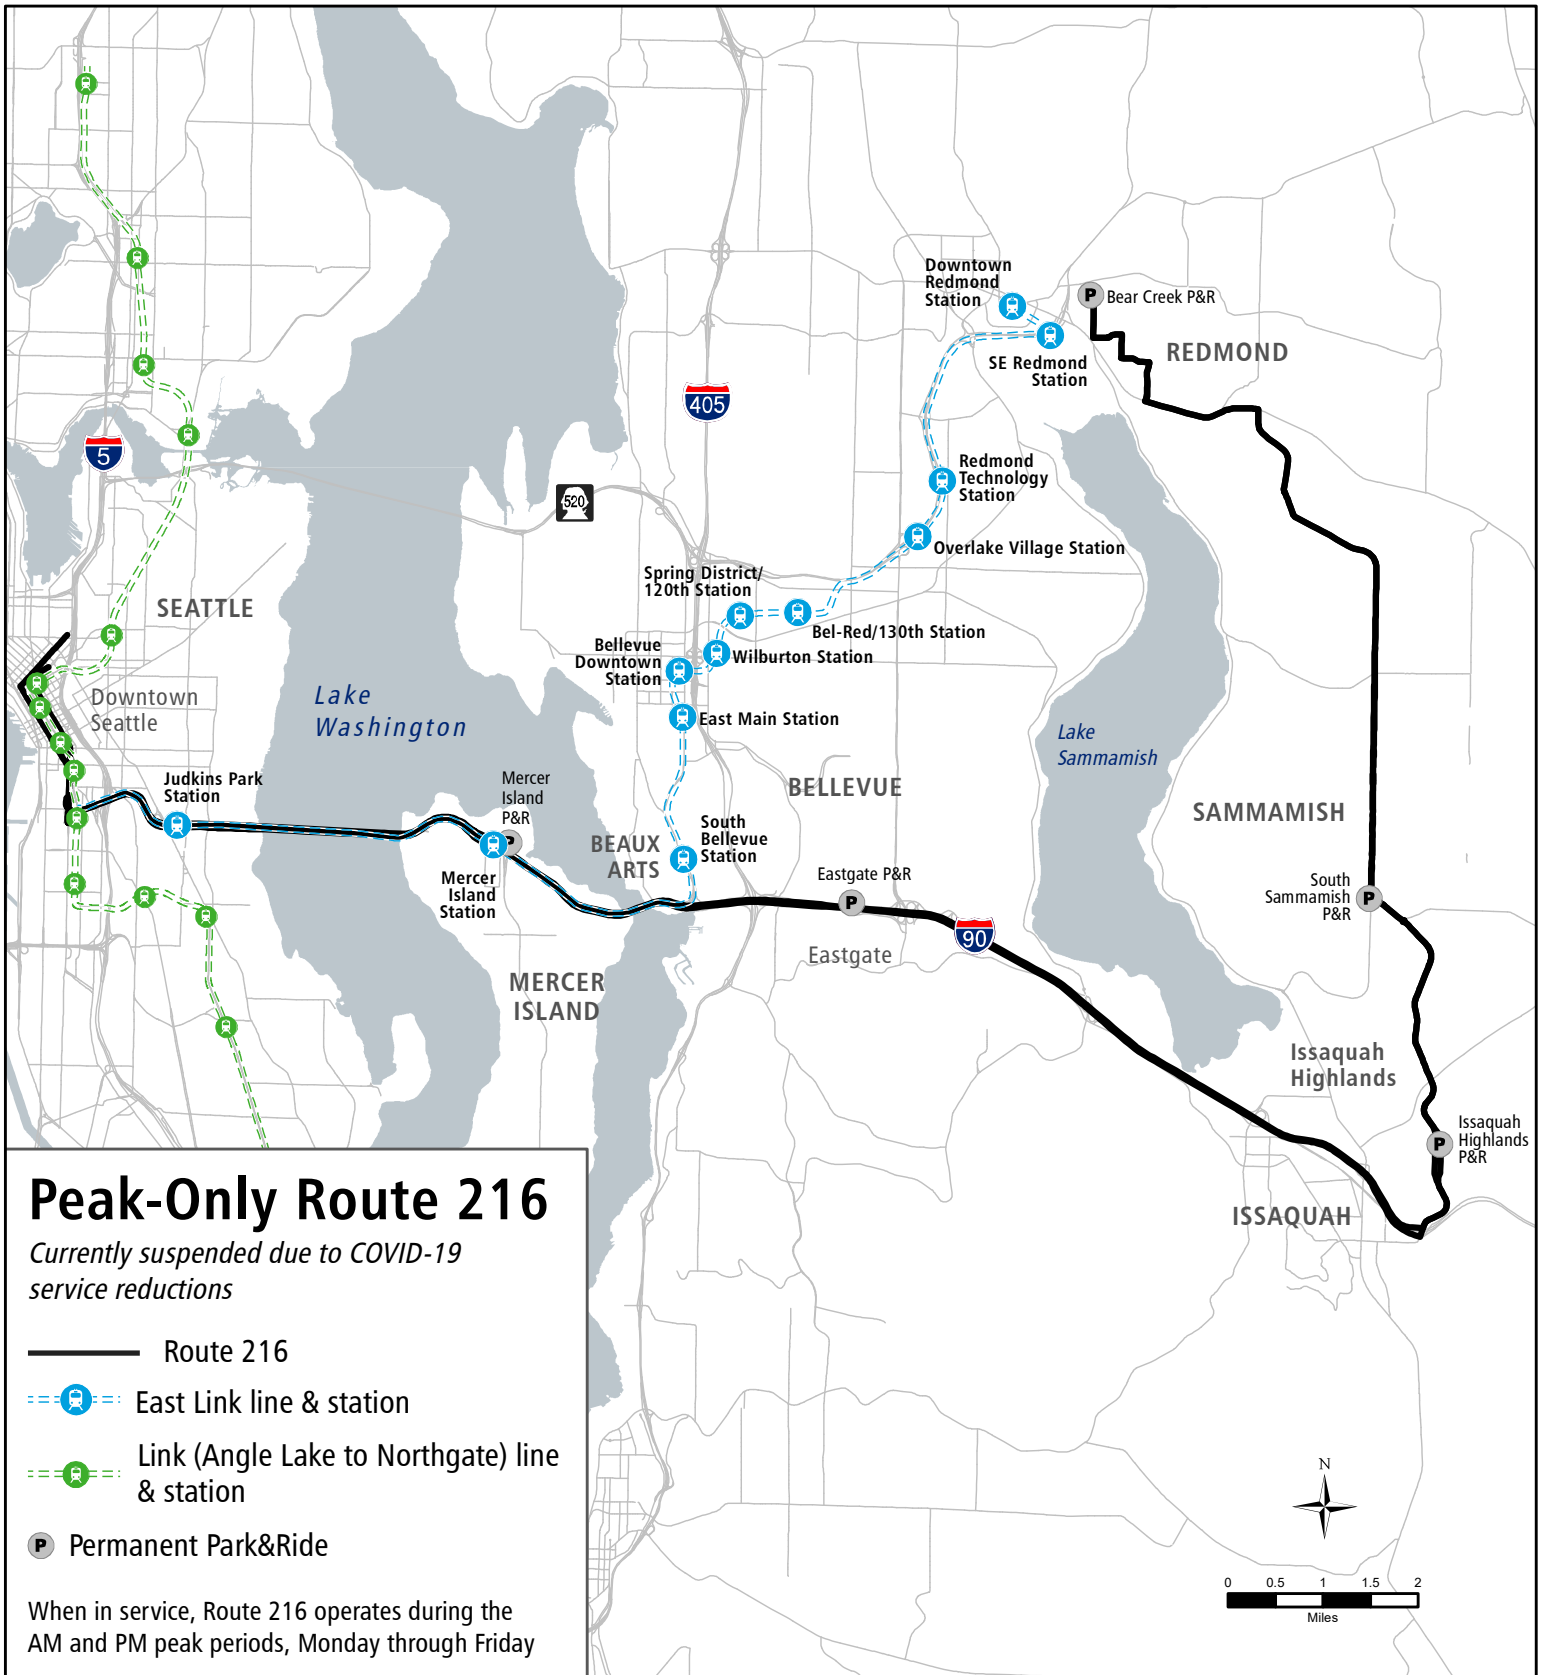 Downtown
Redmond
Station
Bear Creek P&R
REDMOND
SE Redmond
Station
405
5
Redmond
Technology
Station
520
Overlake Village Station
Spring District/
120th Station
SEATTLE
Bel-Red/130th Station
Bellevue
Downtown
Station
Wilburton Station
Downtown
Seattle
Lake
Washington
East Main Station
Lake
Sammamish
Judkins Park
Station
Mercer
Island
P&R
BELLEVUE
SAMMAMISH
South
Bellevue
Station
BEAUX
ARTS
Mercer
Island
Station
Eastgate P&R
South
Sammamish
P&R
90
Eastgate
MERCER
ISLAND
Issaquah
Highlands
Issaquah
Highlands
P&R
ISSAQUAH
Peak-Only Route 216
Currently suspended due to COVID-19
service reductions
Route 216
East Link line & station
Link (Angle Lake to Northgate) line
& station
P Permanent Park&Ride
When in service, Route 216 operates during the
AM and PM peak periods, Monday through Friday
N
0 0.5 1 1.5 2
Miles